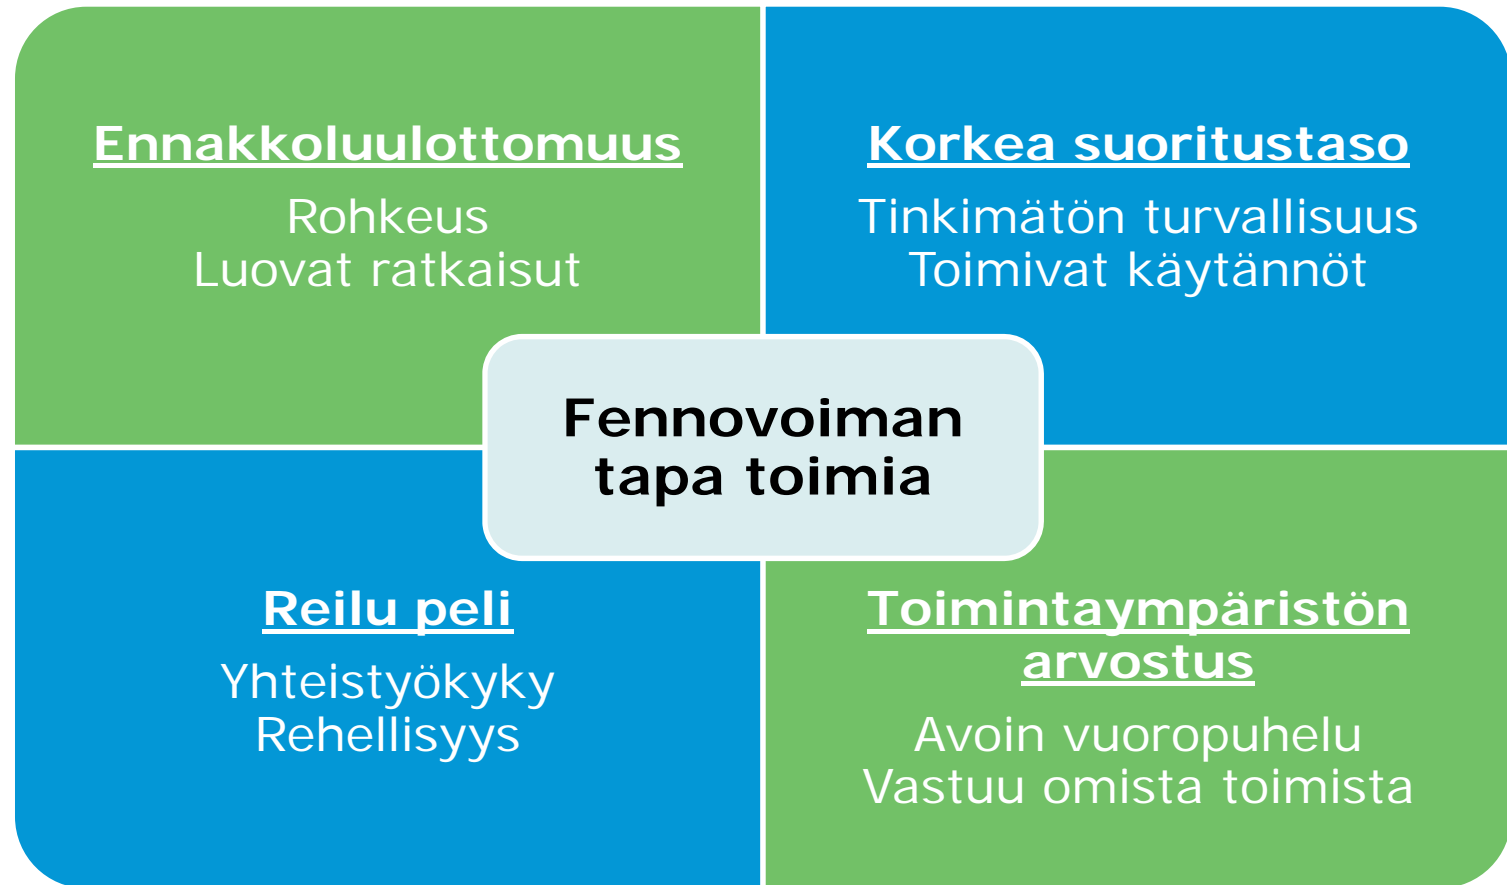 Ennakkoluulottomuus
Rohkeus
Luovat ratkaisut
Korkea suoritustaso
Tinkimätön turvallisuus
Toimivat käytännöt
Fennovoiman
tapa toimia
Reilu peli
Yhteistyökyky
Rehellisyys
Toimintaympäristön
arvostus
Avoin vuoropuhelu
Vastuu omista toimista